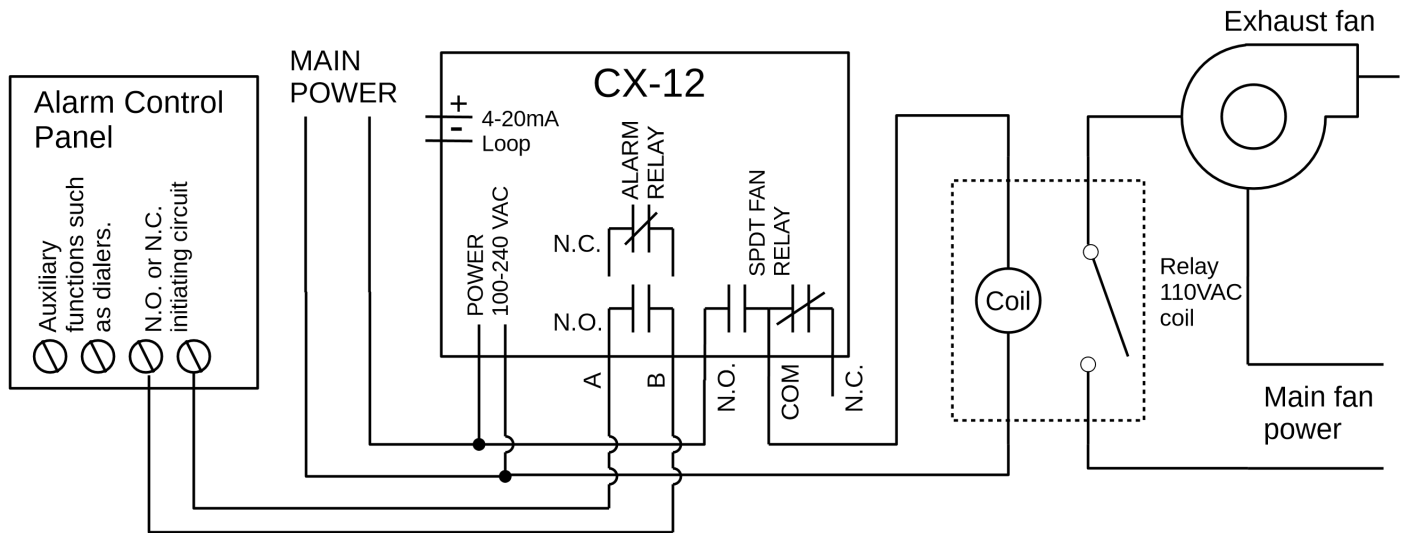 Exhaust fan
MAIN
POWER
CX-12
Alarm Control
Panel
+
-
4-20mA
Loop
ALARM
RELAY
Auxiliary
functions such
as dialers.
N.O. or N.C.
initiating circuit
POWER
100-240 VAC
N.C.
N.O.
SPDT FAN
RELAY
Coil
Relay
110VAC
coil
A
B
N.O.
COM
N.C.
Main fan
power